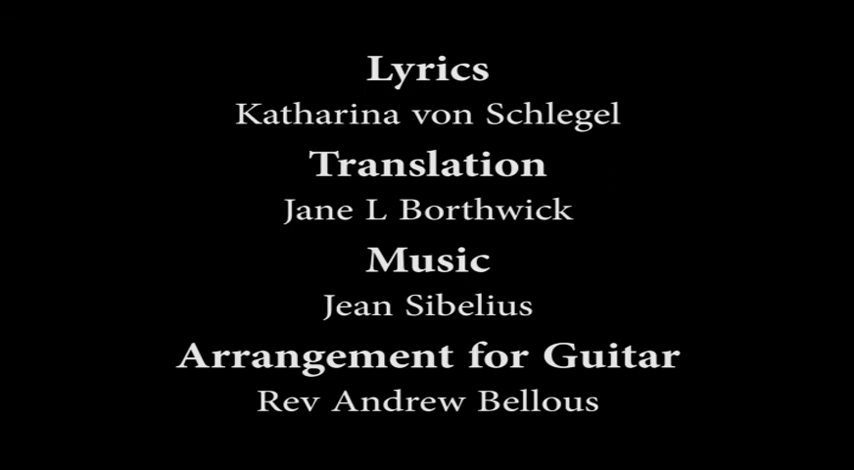 Lyrics
Katharina von Schlegel
Translation
Jane L Borthwick
Music
Jean Sibelius
Arrangement for Guitar
Rev Andrew Bellous